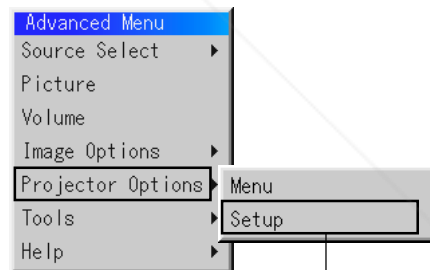 Advanced Menu
Source Select
Picture
Volume
Image Options
Projector Options
Menu
Tools
Setup
Help